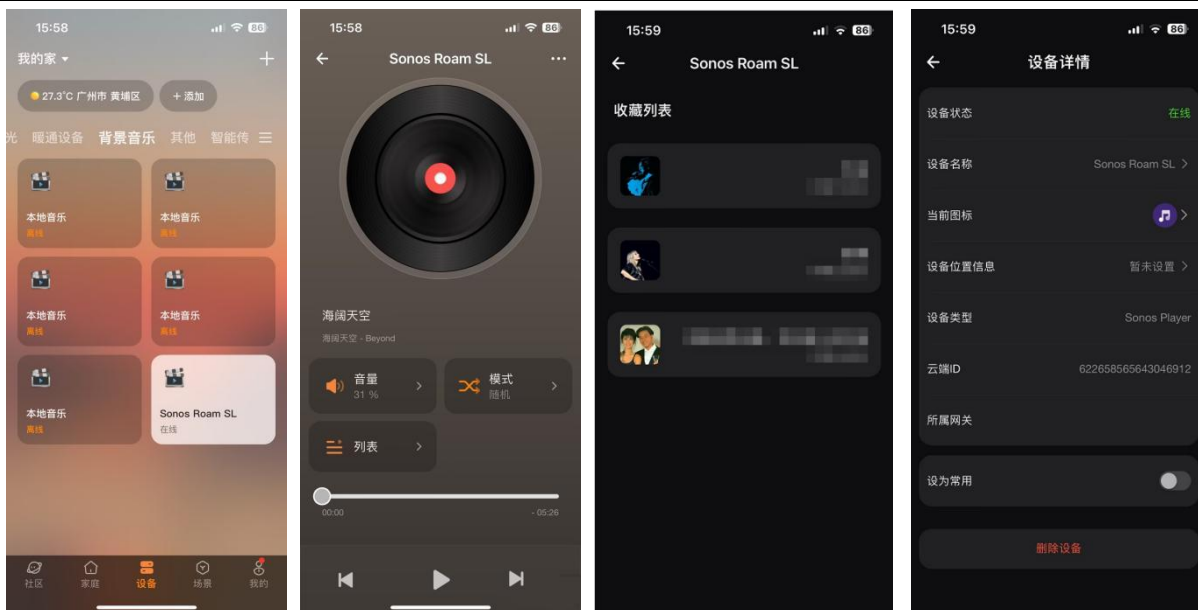 15:58
86
我的家
27.3°C 广州市 黄埔区
+ 添加
光 暖通设备 背景音乐 其他 智能传
本地音乐
离线
本地音乐
离线
本地音乐
离线
本地音乐
离线
本地音乐
离线
Sonos Roam SL
在线
社区 家庭 设备 场景 我的
15:58
86
Sonos Roam SL
海阔天空
海阔天空 - Beyond
音量
31 %
模式
随机
列表
00:00
- 05:26
15:59
86
Sonos Roam SL
收藏列表
15:59
86
设备详情
设备状态 在线
设备名称 Sonos Roam SL
当前图标
设备位置信息 暂未设置
设备类型 Sonos Player
云端ID 622658565643046912
所属网关
设为常用
删除设备